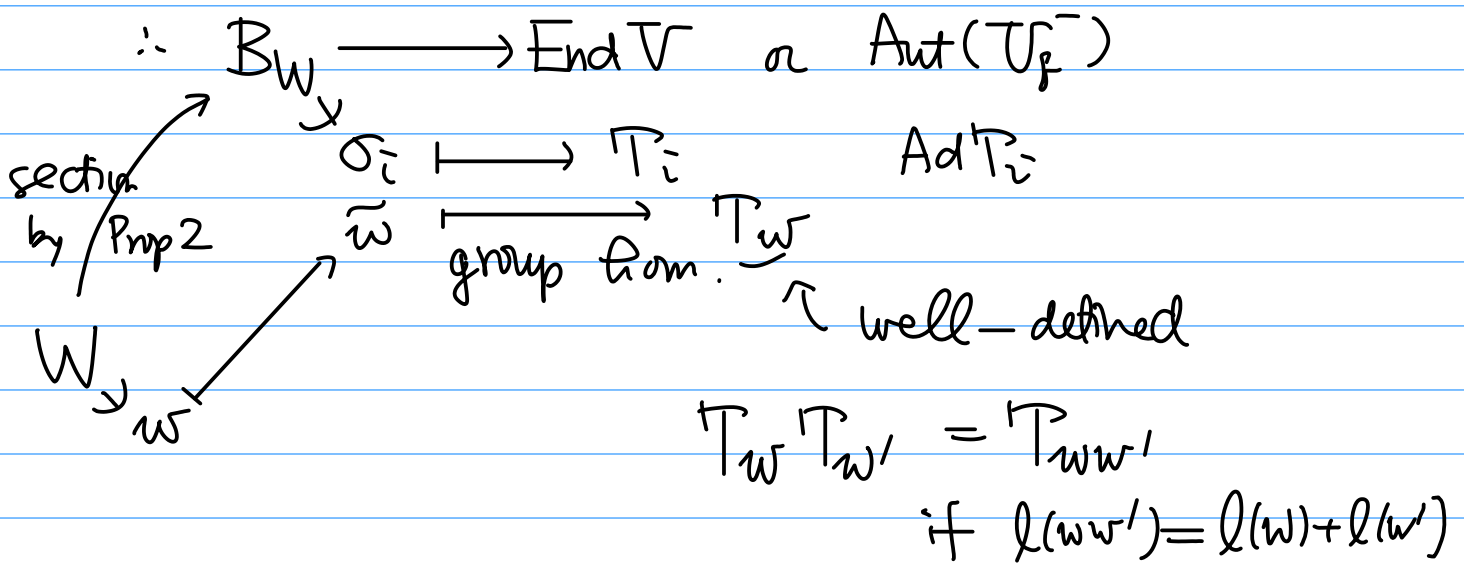 ∴ B_W ⟶ End V or Aut(U_q^-)
σ_i ⟼ T_i Ad T_i
section by Prop 2
w̃ ⟼ T_w
group hom.
↖ well-defined
W
w
T_w T_w' = T_ww'
if l(ww') = l(w) + l(w')